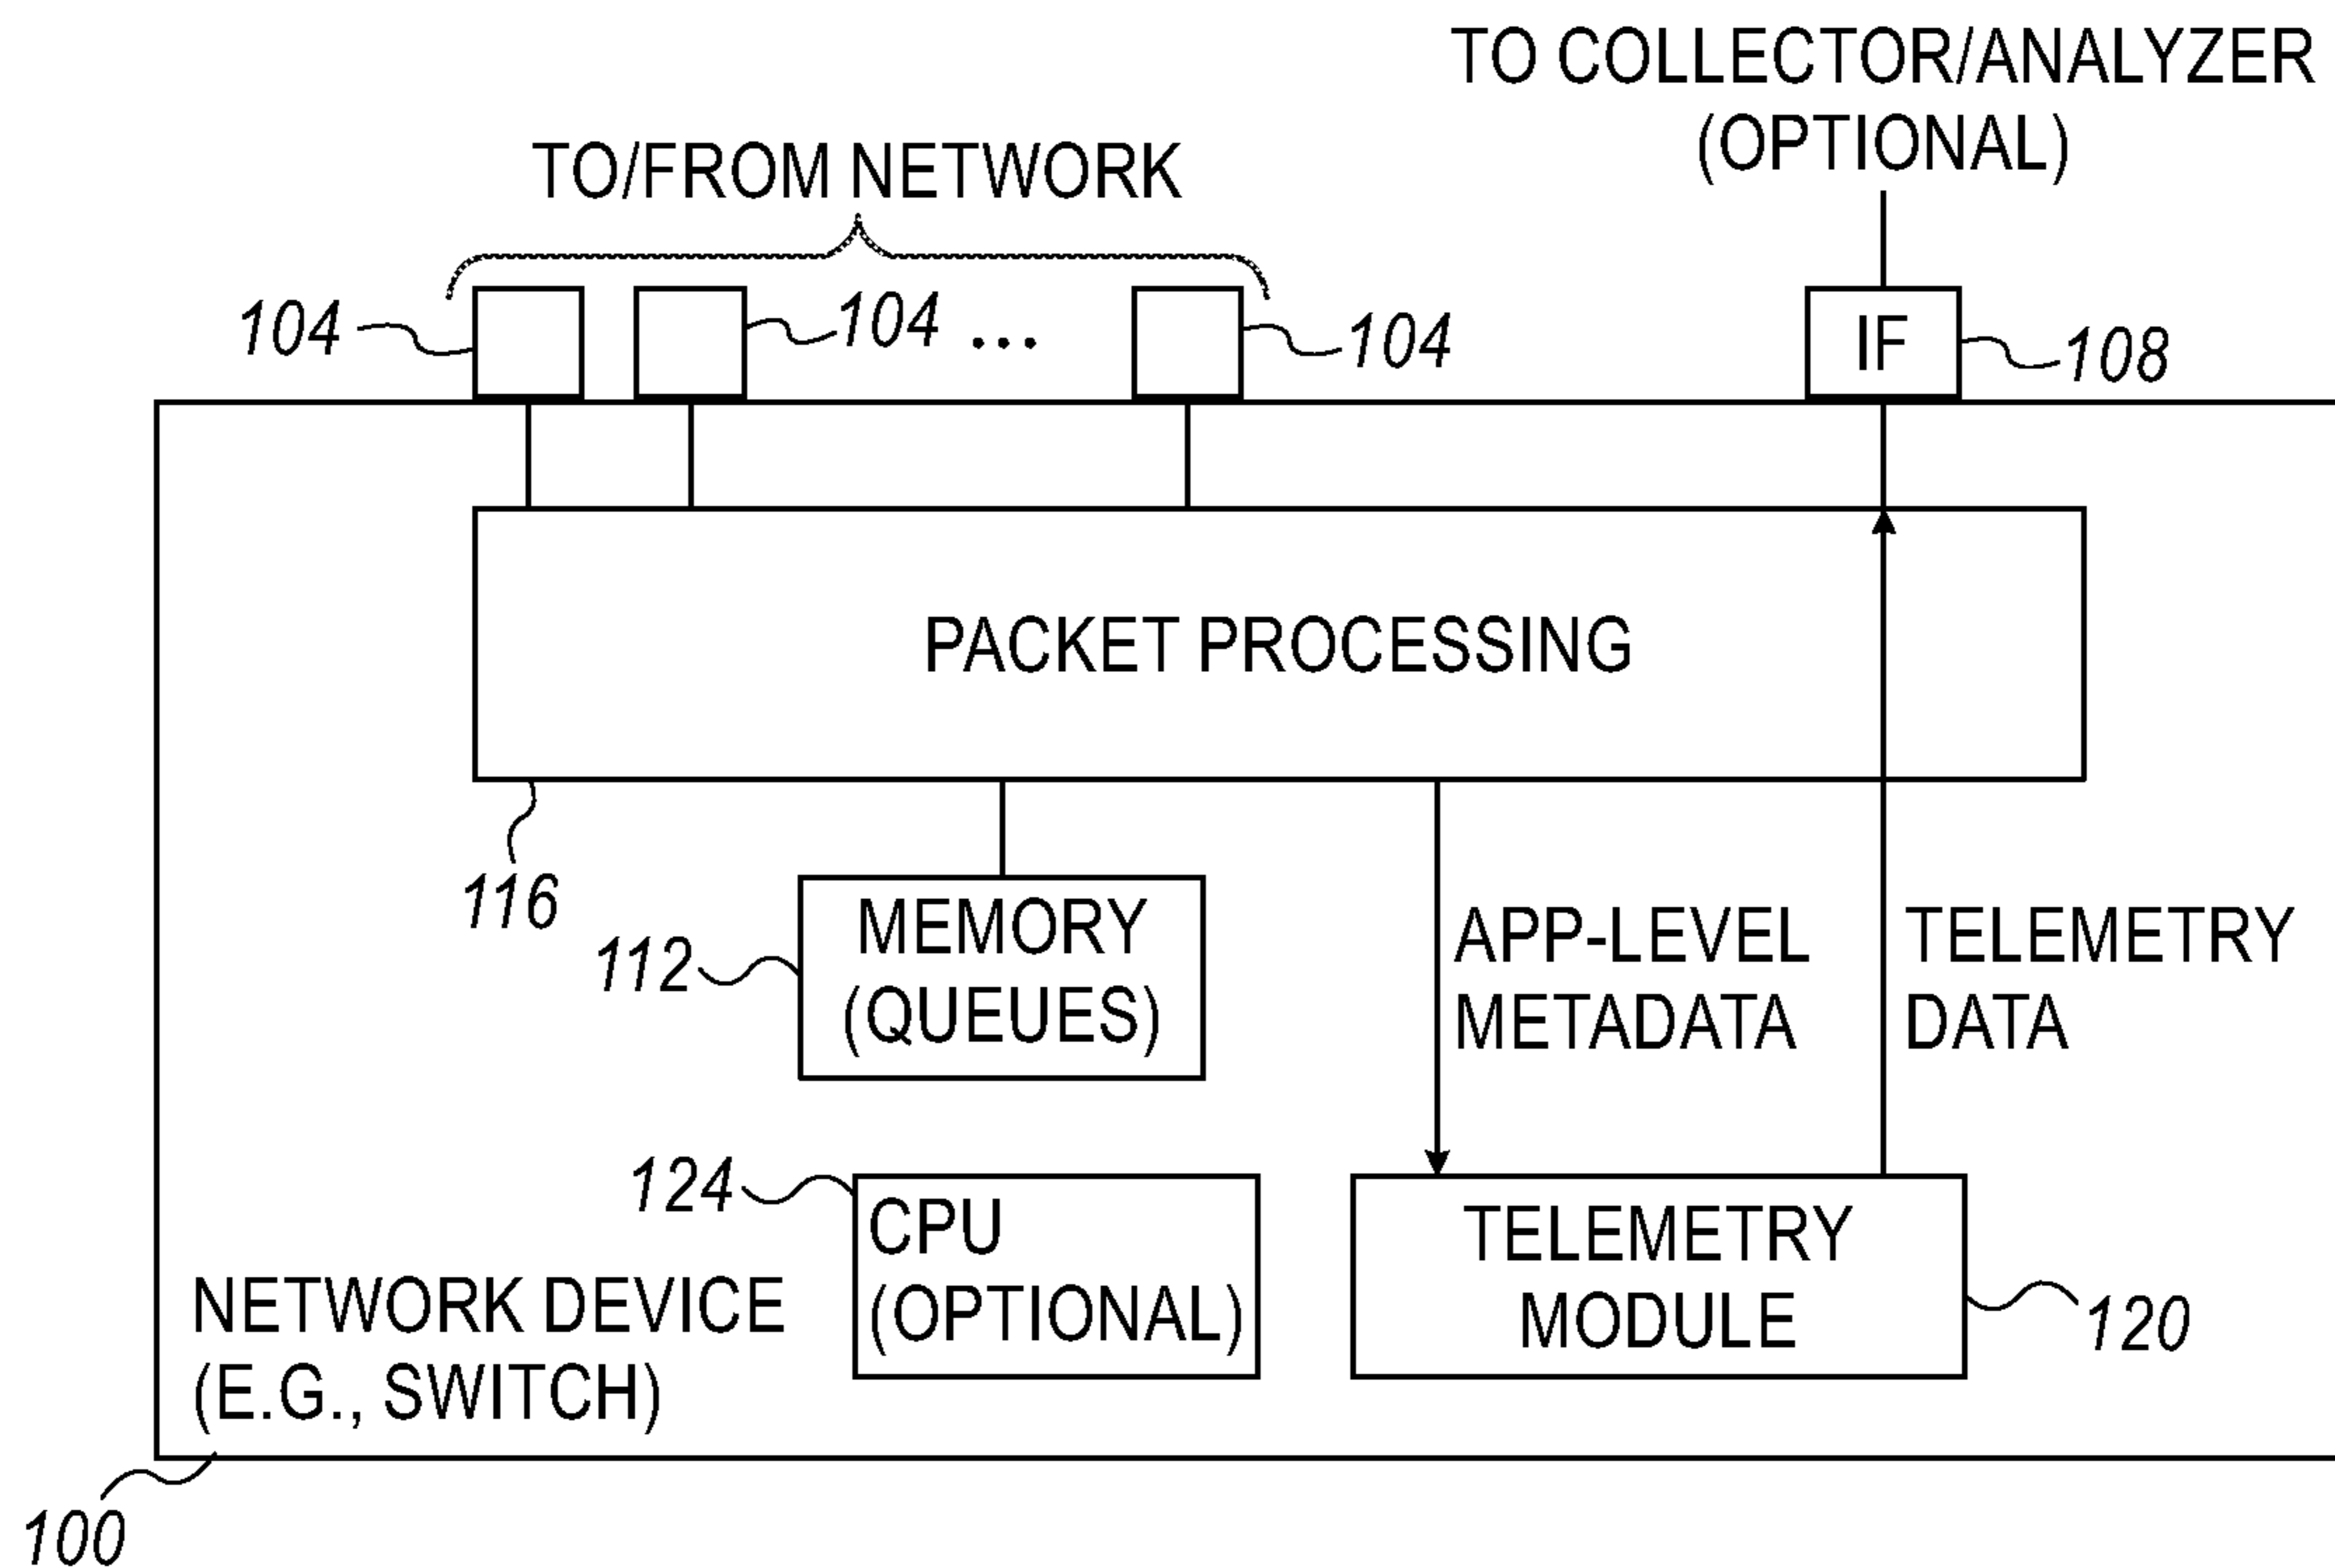 TO COLLECTOR/ANALYZER
(OPTIONAL)
TO/FROM NETWORK
104
104 ...
104
IF
108
PACKET PROCESSING
116
MEMORY
(QUEUES)
112
APP-LEVEL
METADATA
TELEMETRY
DATA
124
CPU
(OPTIONAL)
TELEMETRY
MODULE
120
NETWORK DEVICE
(E.G., SWITCH)
100